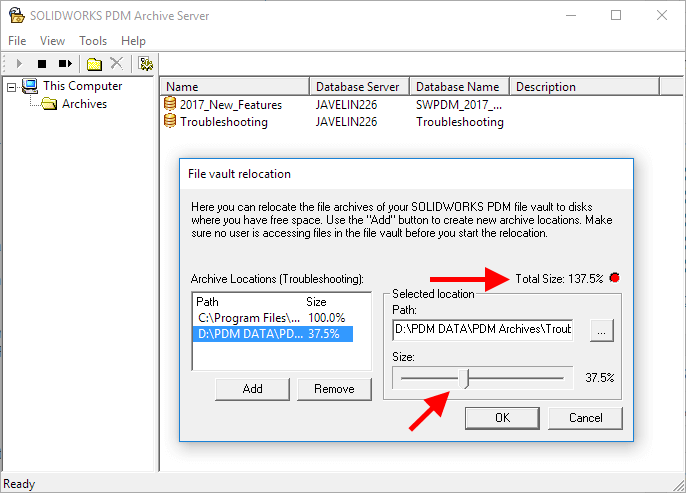 SOLIDWORKS PDM Archive Server
File View Tools Help
This Computer
Archives
Name Database Server Database Name Description
2017_New_Features JAVELIN226 SWPDM_2017_...
Troubleshooting JAVELIN226 Troubleshooting
File vault relocation
Here you can relocate the file archives of your SOLIDWORKS PDM file vault to disks
where you have free space. Use the "Add" button to create new archive locations. Make
sure no user is accessing files in the file vault before you start the relocation.
Total Size: 137.5%
Archive Locations (Troubleshooting):
Path Size
C:\Program Files\... 100.0%
D:\PDM DATA\PD... 37.5%
Add Remove
Selected location
Path:
D:\PDM DATA\PDM Archives\Troub
...
Size:
37.5%
OK Cancel
Ready